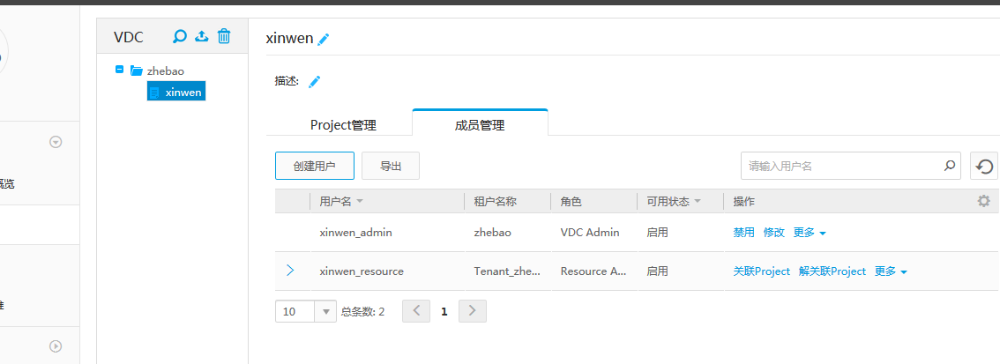 VDC
zhebao
xinwen
xinwen
描述:
Project管理 成员管理
创建用户 导出 请输入用户名
用户名 租户名称 角色 可用状态 操作
xinwen_admin zhebao VDC Admin 启用 禁用 修改 更多
xinwen_resource Tenant_zhe... Resource A... 启用 关联Project 解关联Project 更多
10 总条数: 2 1
概览